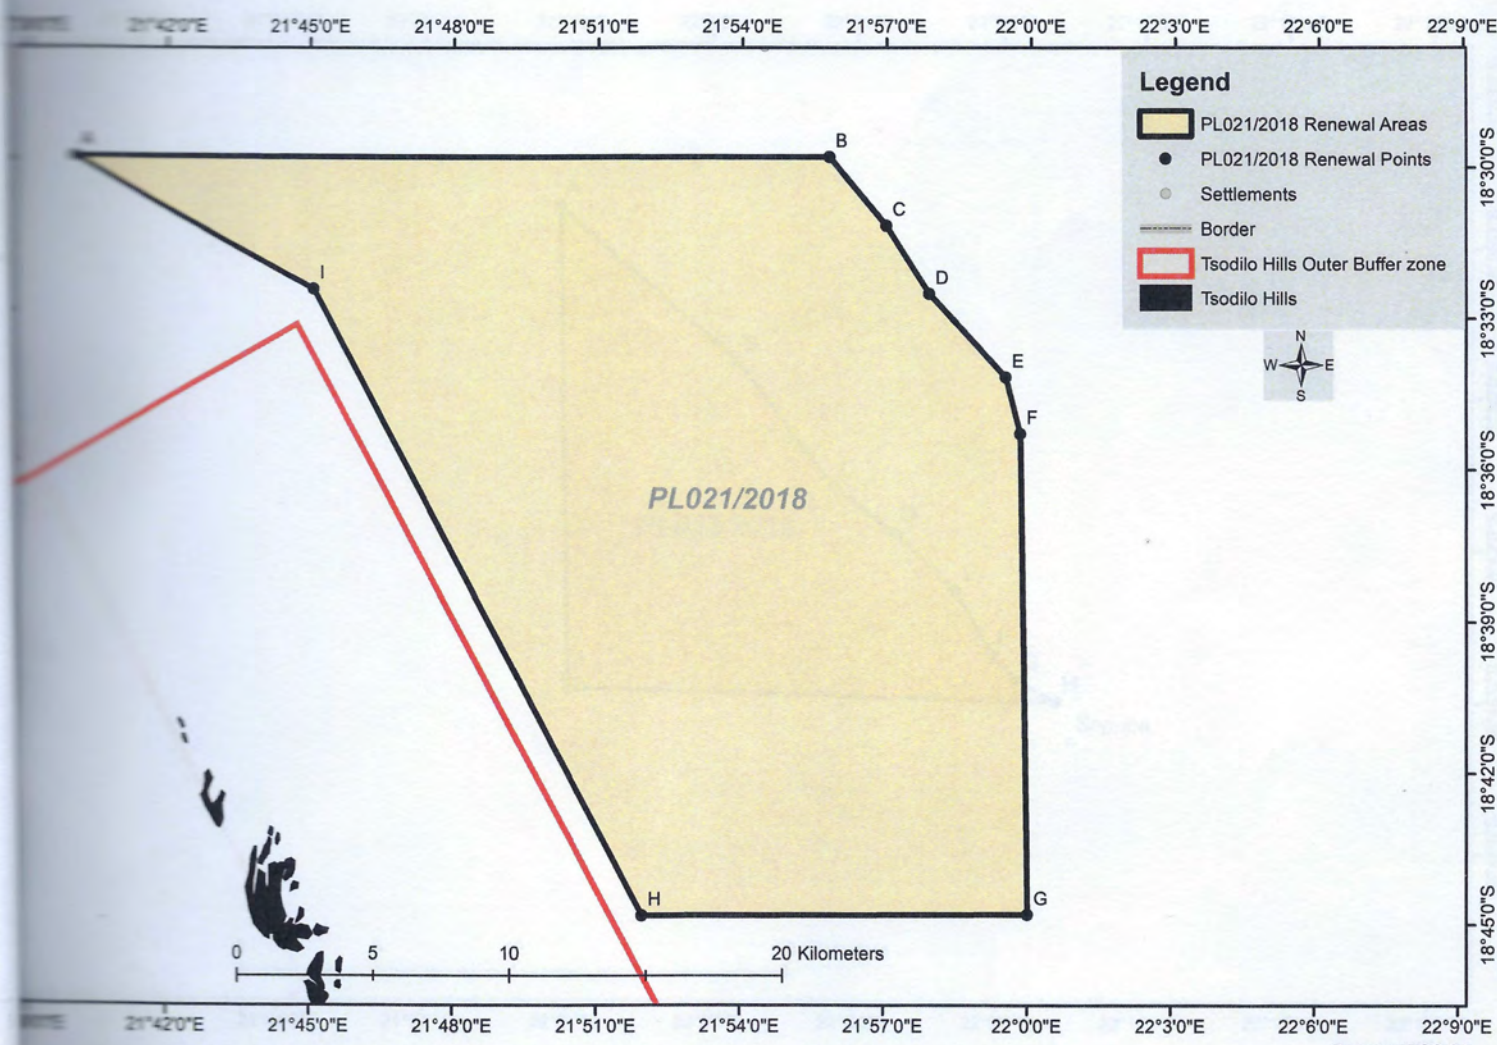 21°42'0"E 21°45'0"E 21°48'0"E 21°51'0"E 21°54'0"E 21°57'0"E 22°0'0"E 22°3'0"E 22°6'0"E 22°9'0"E
Legend
PL021/2018 Renewal Areas
PL021/2018 Renewal Points
Settlements
Border
Tsodilo Hills Outer Buffer zone
Tsodilo Hills
N
W E
S
B
C
D
E
F
G
H
I
PL021/2018
18°30'0"S
18°33'0"S
18°36'0"S
18°39'0"S
18°42'0"S
18°45'0"S
0 5 10 20 Kilometers
21°42'0"E 21°45'0"E 21°48'0"E 21°51'0"E 21°54'0"E 21°57'0"E 22°0'0"E 22°3'0"E 22°6'0"E 22°9'0"E